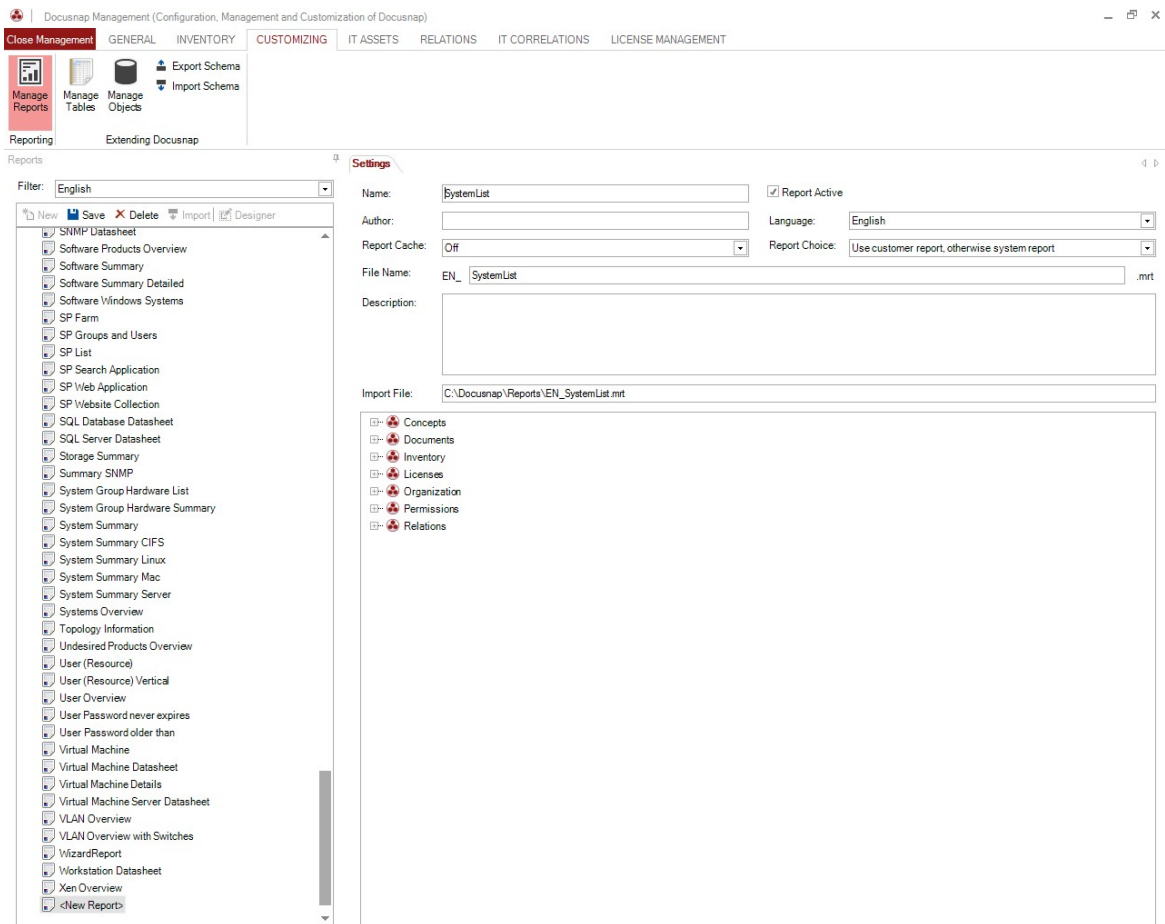 Docusnap Management (Configuration, Management and Customization of Docusnap)
Close Management GENERAL INVENTORY CUSTOMIZING IT ASSETS RELATIONS IT CORRELATIONS LICENSE MANAGEMENT
Manage Reports
Manage Tables
Manage Objects
Export Schema
Import Schema
Reporting
Extending Docusnap
Reports
Filter: English
New Save Delete Import Designer
SNMP Datasheet
Software Products Overview
Software Summary
Software Summary Detailed
Software Windows Systems
SP Farm
SP Groups and Users
SP List
SP Search Application
SP Web Application
SP Website Collection
SQL Database Datasheet
SQL Server Datasheet
Storage Summary
Summary SNMP
System Group Hardware List
System Group Hardware Summary
System Summary
System Summary CIFS
System Summary Linux
System Summary Mac
System Summary Server
Systems Overview
Topology Information
Undesired Products Overview
User (Resource)
User (Resource) Vertical
User Overview
User Password never expires
User Password older than
Virtual Machine
Virtual Machine Datasheet
Virtual Machine Details
Virtual Machine Server Datasheet
VLAN Overview
VLAN Overview with Switches
WizardReport
Workstation Datasheet
Xen Overview
<New Report>
Settings
Name: SystemList Report Active
Author: Language: English
Report Cache: Off Report Choice: Use customer report, otherwise system report
File Name: EN_ SystemList .mrt
Description:
Import File: C:\Docusnap\Reports\EN_SystemList.mrt
Concepts
Documents
Inventory
Licenses
Organization
Permissions
Relations